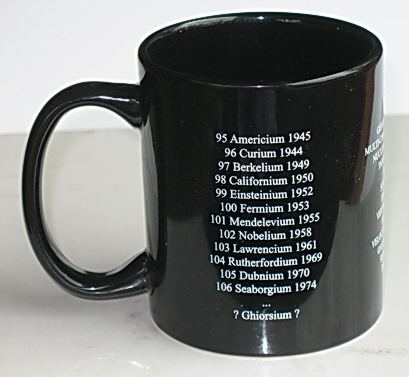 95 Americium 1945
96 Curium 1944
97 Berkelium 1949
98 Californium 1950
99 Einsteinium 1952
100 Fermium 1953
101 Mendelevium 1955
102 Nobelium 1958
103 Lawrencium 1961
104 Rutherfordium 1969
105 Dubnium 1970
106 Seaborgium 1974
...
? Ghiorsium ?